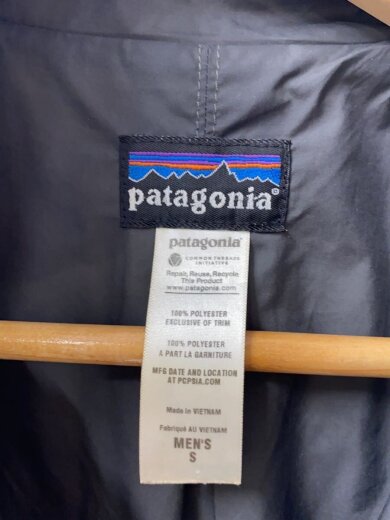 patagonia®
patagonia®
COMMON THREADS
INITIATIVE
Repair, Reuse, Recycle
This Product
www.patagonia.com
100% POLYESTER
EXCLUSIVE OF TRIM
100% POLYESTER
A PART LA GARNITURE
MFG DATE AND LOCATION
AT PCPSIA.COM
Made in VIETNAM
Fabriqué AU VIETNAM
MEN'S
S